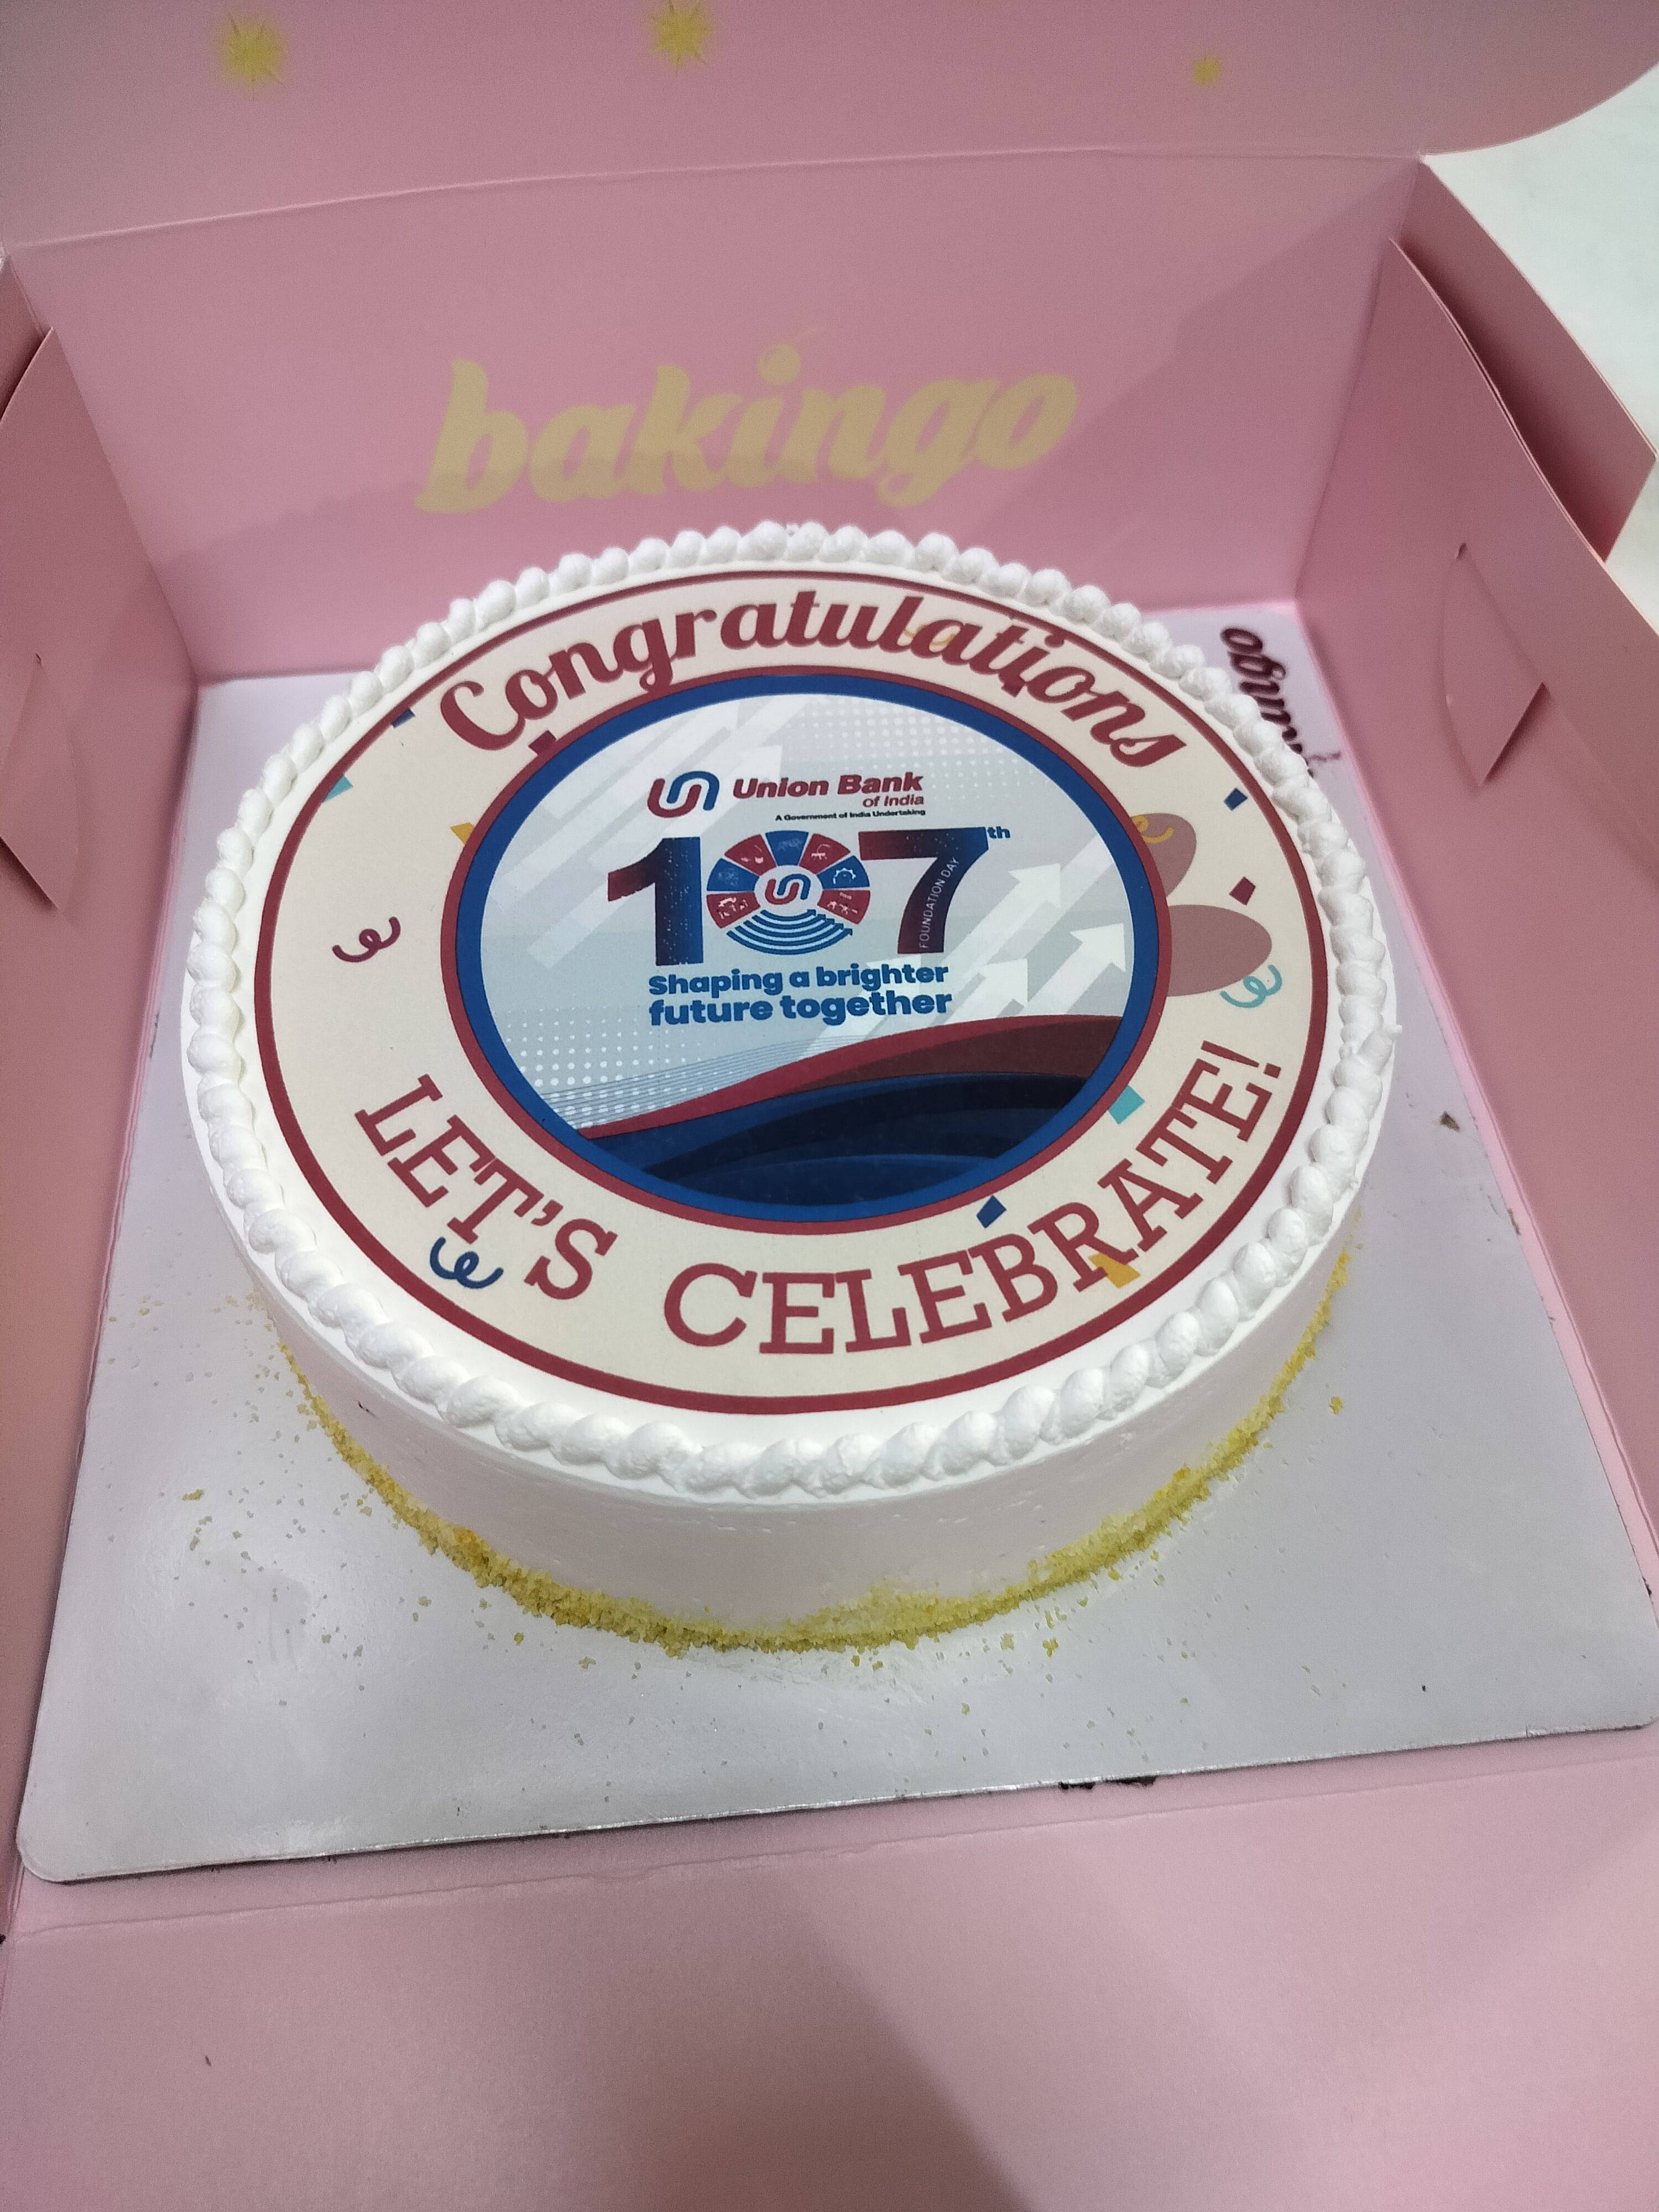 bakingo
Congratulations
bakingo
Union Bank
of India
A Government of India Undertaking
107th
FOUNDATION DAY
Shaping a brighter
future together
LET'S CELEBRATE!